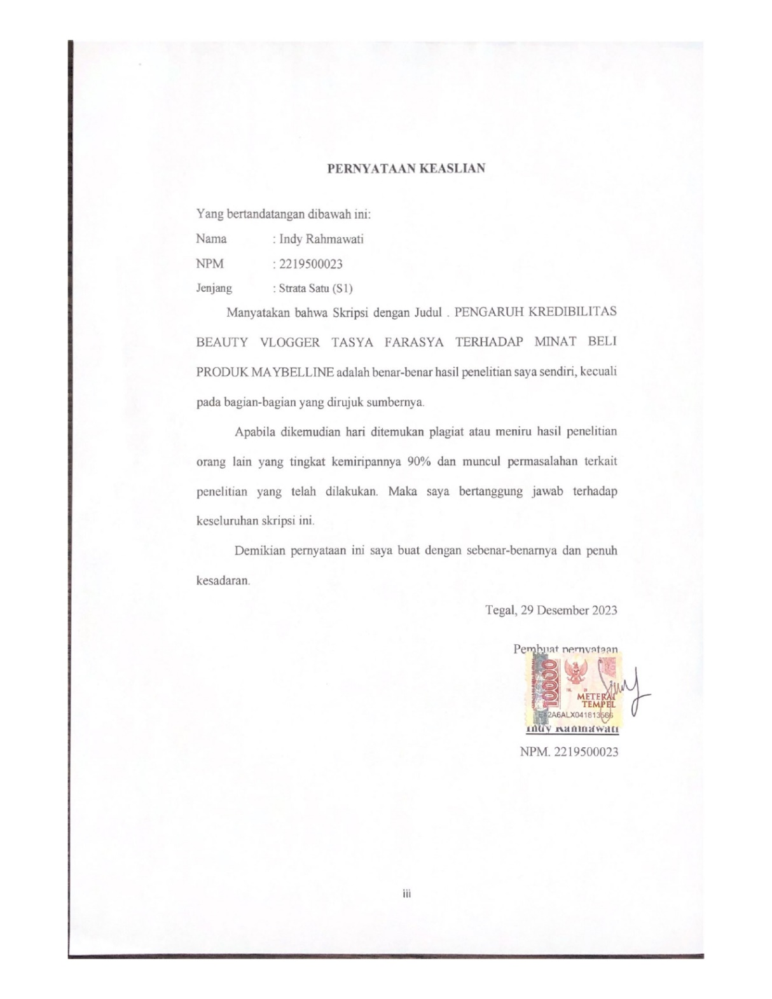 PERNYATAAN KEASLIAN
Yang bertandatangan dibawah ini:
Nama : Indy Rahmawati
NPM : 2219500023
Jenjang : Strata Satu (S1)
Manyatakan bahwa Skripsi dengan Judul . PENGARUH KREDIBILITAS
BEAUTY VLOGGER TASYA FARASYA TERHADAP MINAT BELI
PRODUK MAYBELLINE adalah benar-benar hasil penelitian saya sendiri, kecuali
pada bagian-bagian yang dirujuk sumbernya.
Apabila dikemudian hari ditemukan plagiat atau meniru hasil penelitian
orang lain yang tingkat kemiripannya 90% dan muncul permasalahan terkait
penelitian yang telah dilakukan. Maka saya bertanggung jawab terhadap
keseluruhan skripsi ini.
Demikian pernyataan ini saya buat dengan sebenar-benarnya dan penuh
kesadaran.
Tegal, 29 Desember 2023
Pembuat pernyataan
10000
METERAI
TEMPEL
Indy Rahmawati
NPM. 2219500023
iii